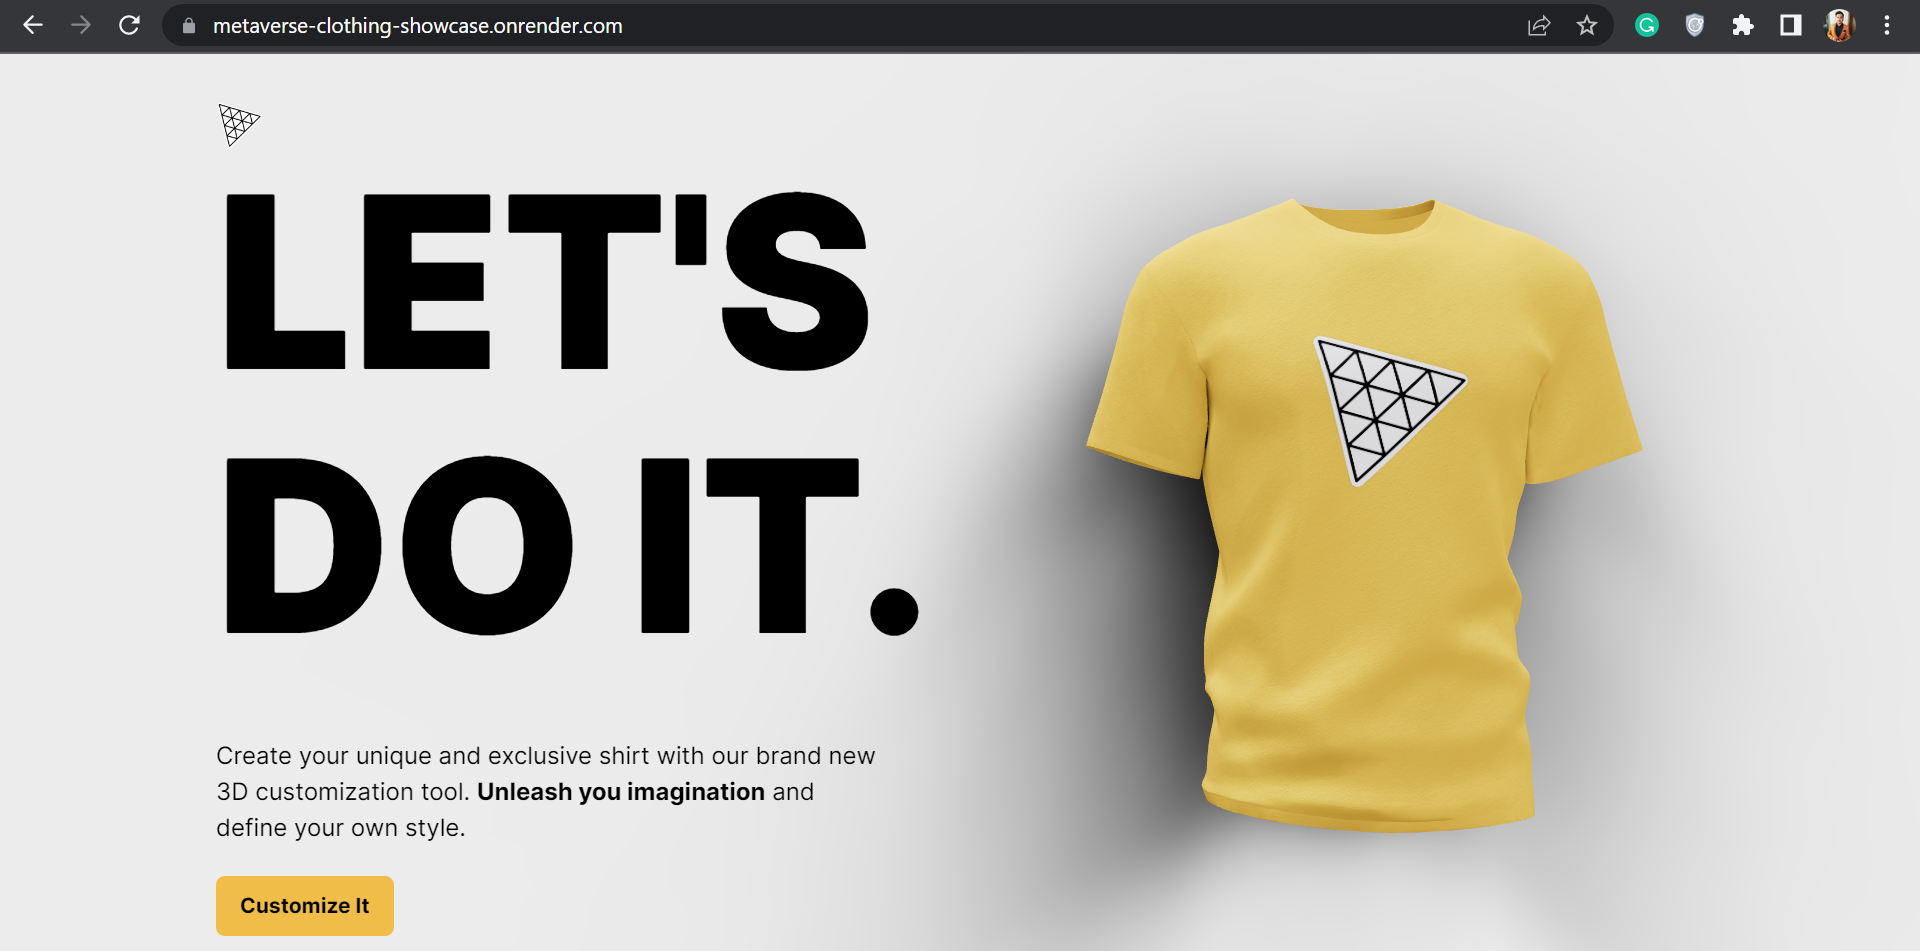 metaverse-clothing-showcase.onrender.com
LET'S
DO IT.
Create your unique and exclusive shirt with our brand new
3D customization tool. Unleash you imagination and
define your own style.
Customize It